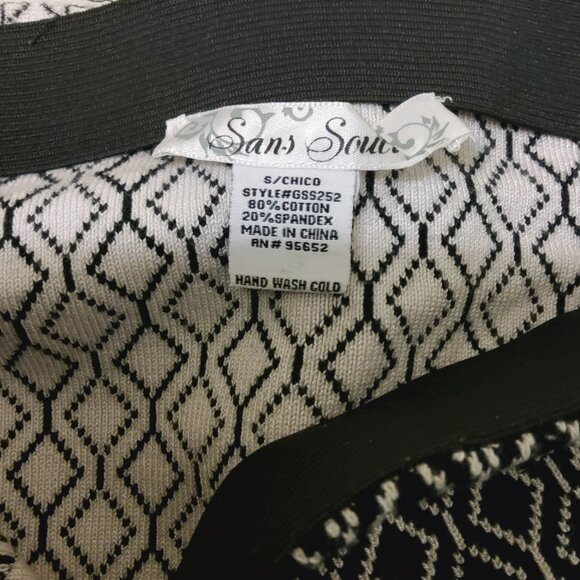 Sans Souci
S/CHICO
STYLE#GSS252
80%COTTON
20%SPANDEX
MADE IN CHINA
RN# 95652
HAND WASH COLD